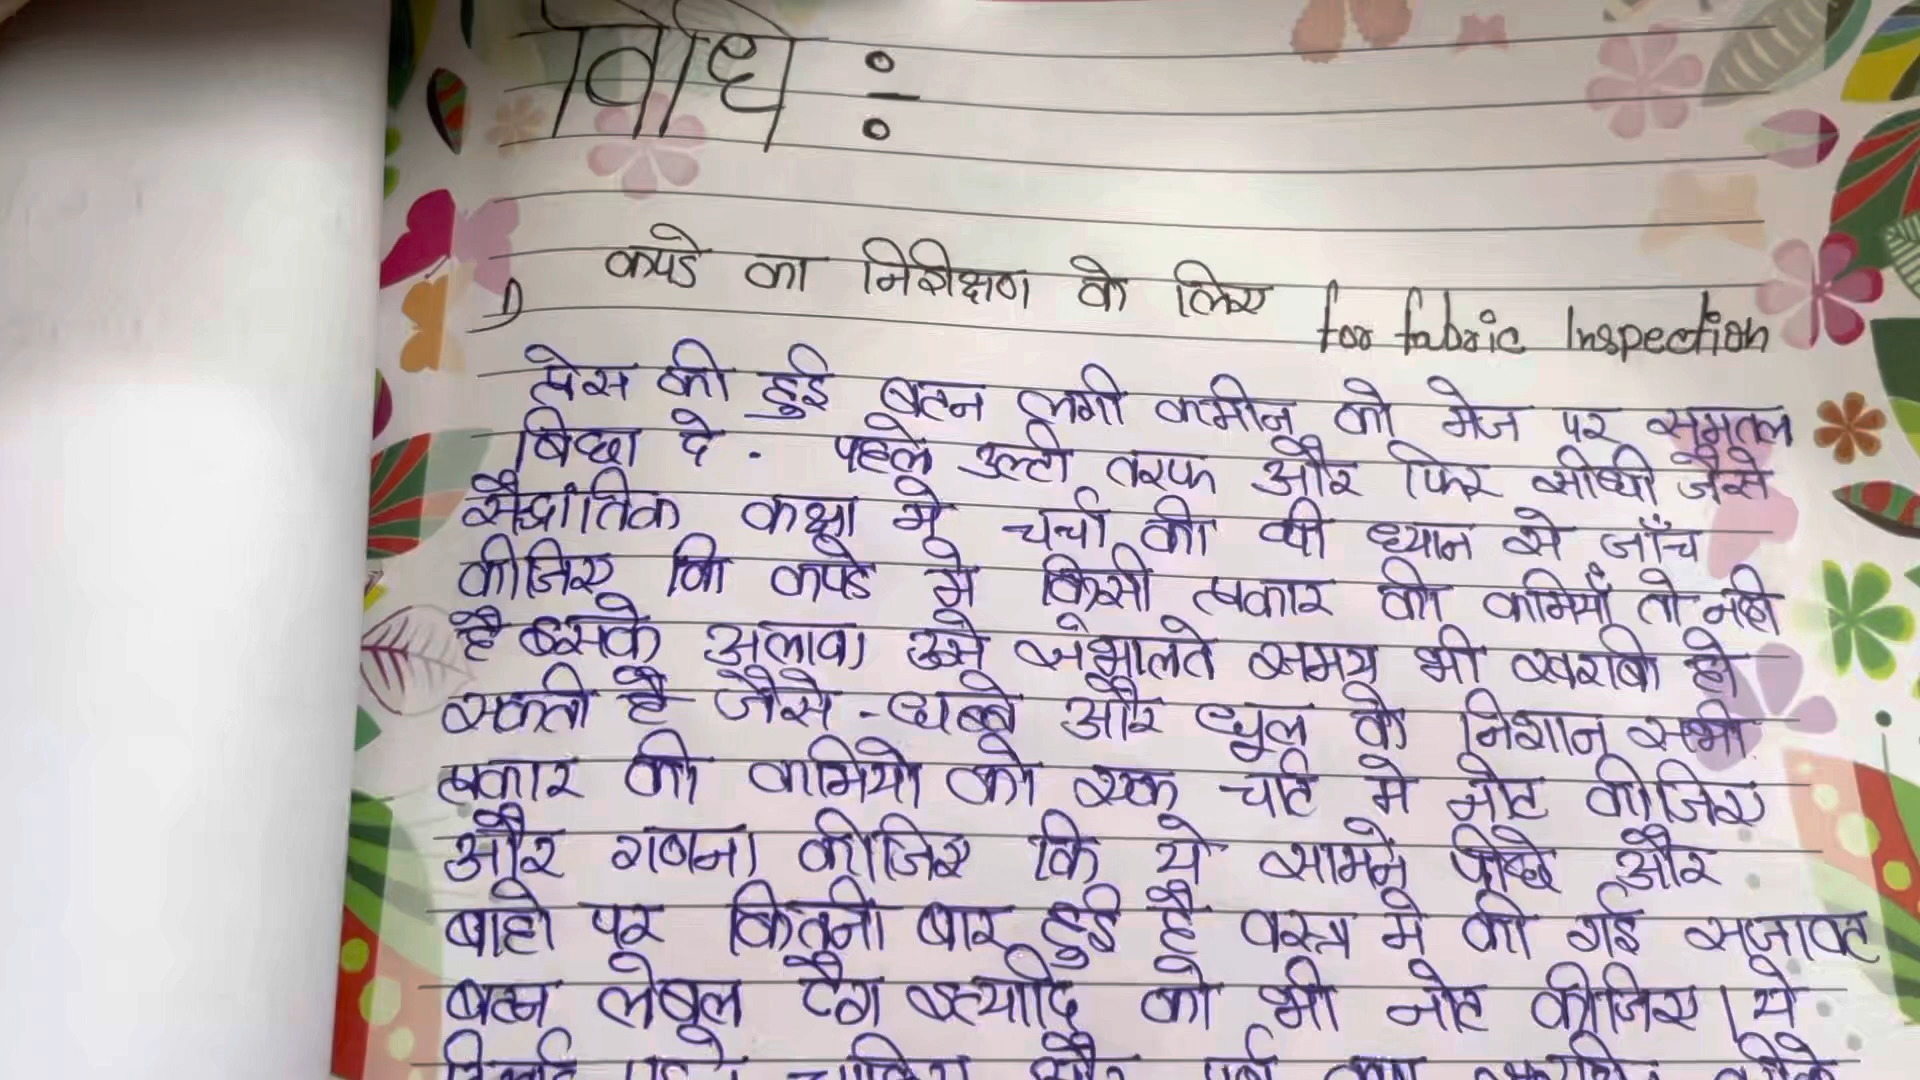 विधि :-
1) कपडे का निरीक्षण के लिए for fabric Inspection
प्रेस की हुई बटन लगी कमीज को मेज पर समतल
बिछा दे . पहले उल्टी तरफ और फिर सीधी जैसे
सैद्धांतिक कक्षा मे चर्चा की थी ध्यान से जाँच
कीजिए कि कपडे मे किसी प्रकार की कमियाँ तो नही
है इसके अलावा उसे संभालते समय भी खराबी हो
सकती है जैसे - धब्बे और धूल के निशान सभी
प्रकार की कमियो को एक चार्ट मे नोट कीजिए
और गणना कीजिए कि ये सामने पीछे और
बाहो पर कितनी बार हुई है वस्त्र मे की गई सजावट
बटन लेबल टैग इत्यादि को भी नोट कीजिए । ये